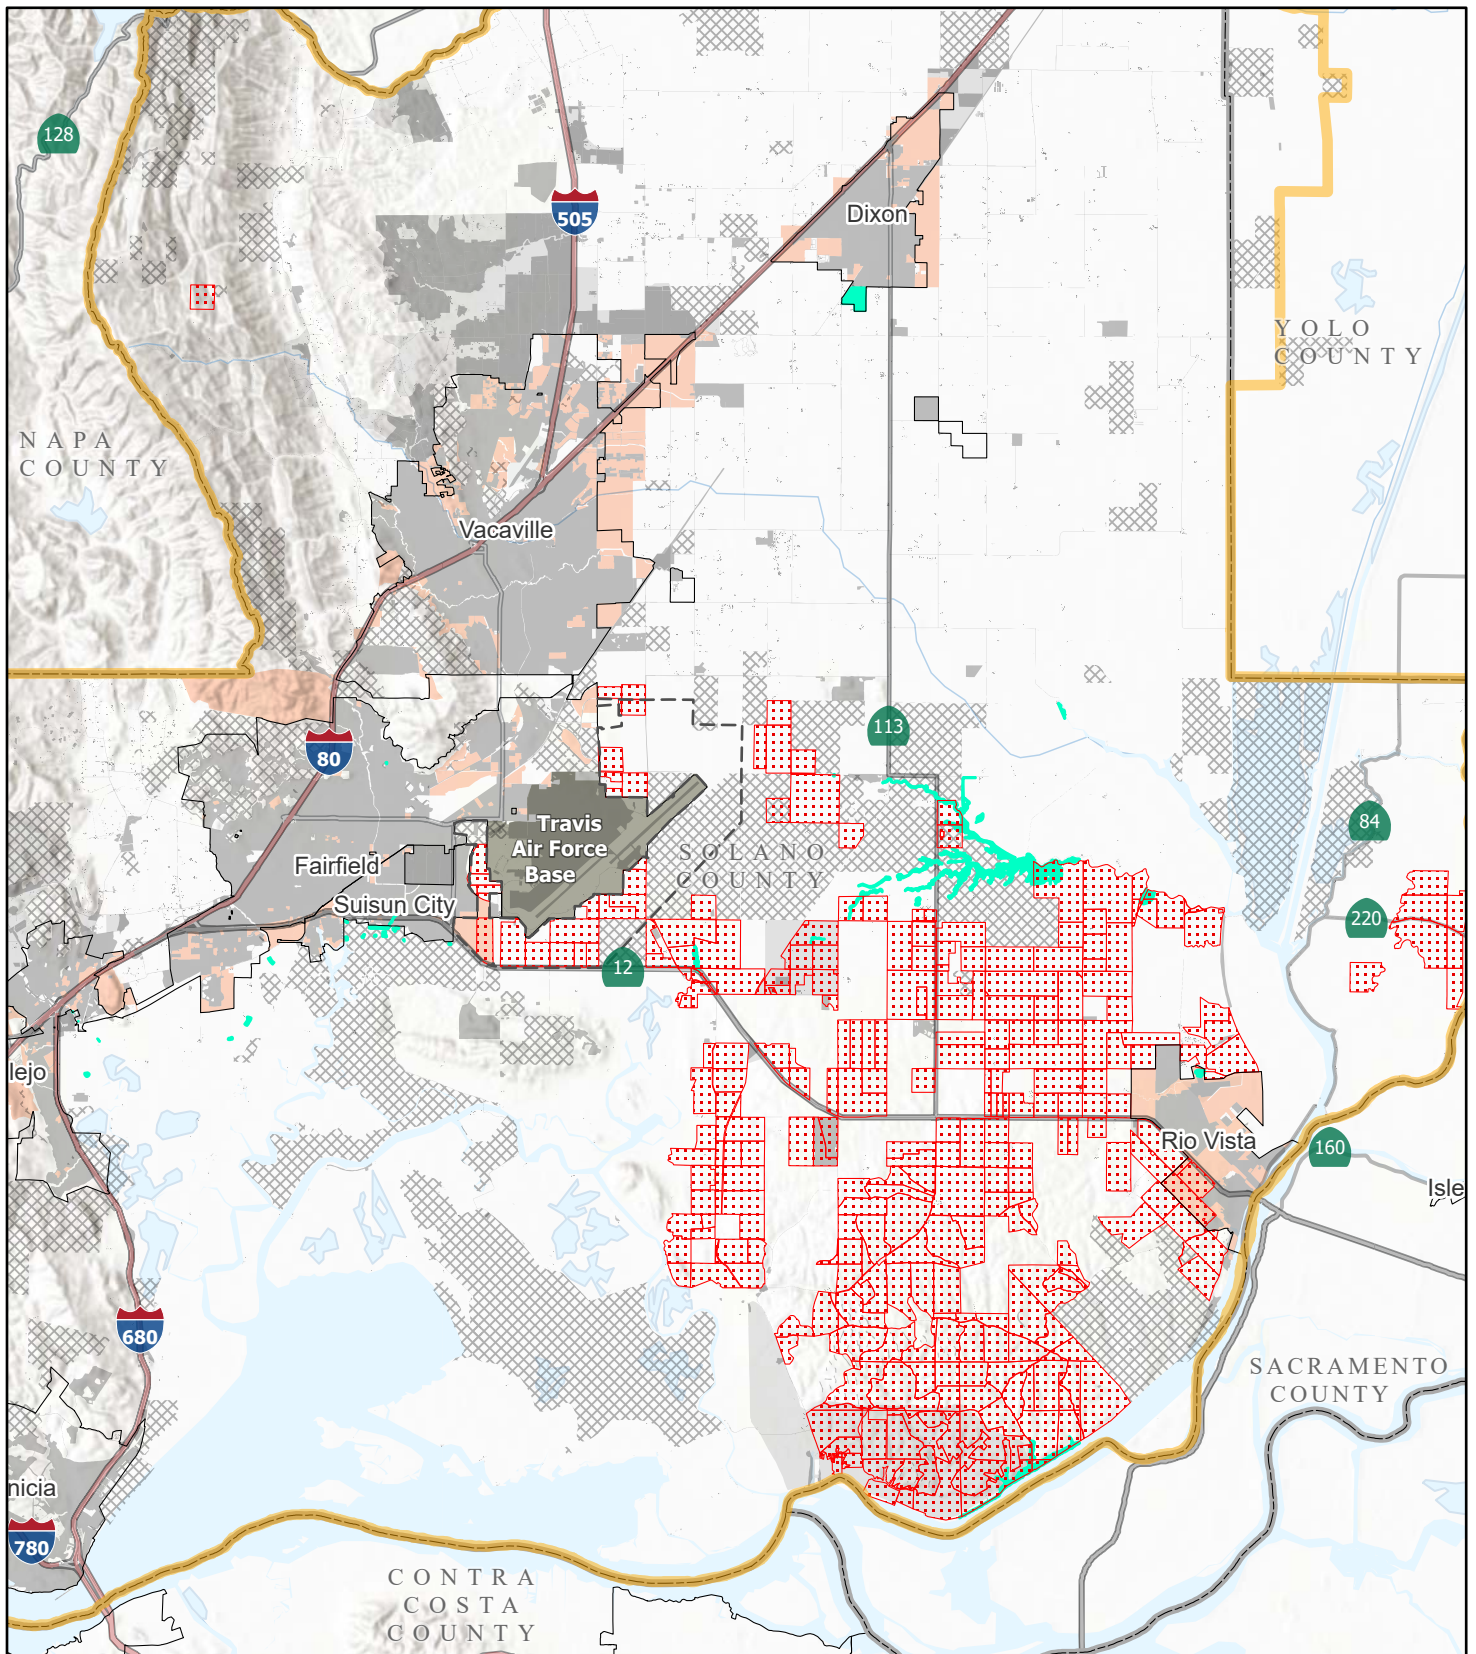 128
505
Dixon
YOLO
COUNTY
NAPA
COUNTY
Vacaville
113
80
84
Travis
Air Force
Base
SOLANO
COUNTY
Fairfield
Suisun City
220
12
lejo
Rio Vista
160
Isle
680
SACRAMENTO
COUNTY
nicia
780
CONTRA
COSTA
COUNTY